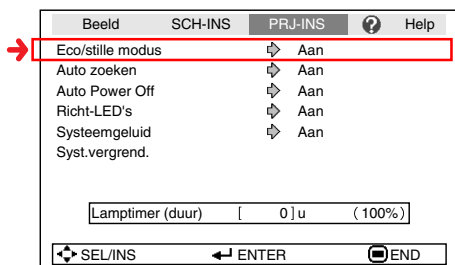 Beeld SCH-INS PRJ-INS ? Help
Eco/stille modus Aan
Auto zoeken Aan
Auto Power Off Aan
Richt-LED's Aan
Systeemgeluid Aan
Syst.vergrend.
Lamptimer (duur) [ 0 ] u ( 100% )
SEL/INS ENTER END